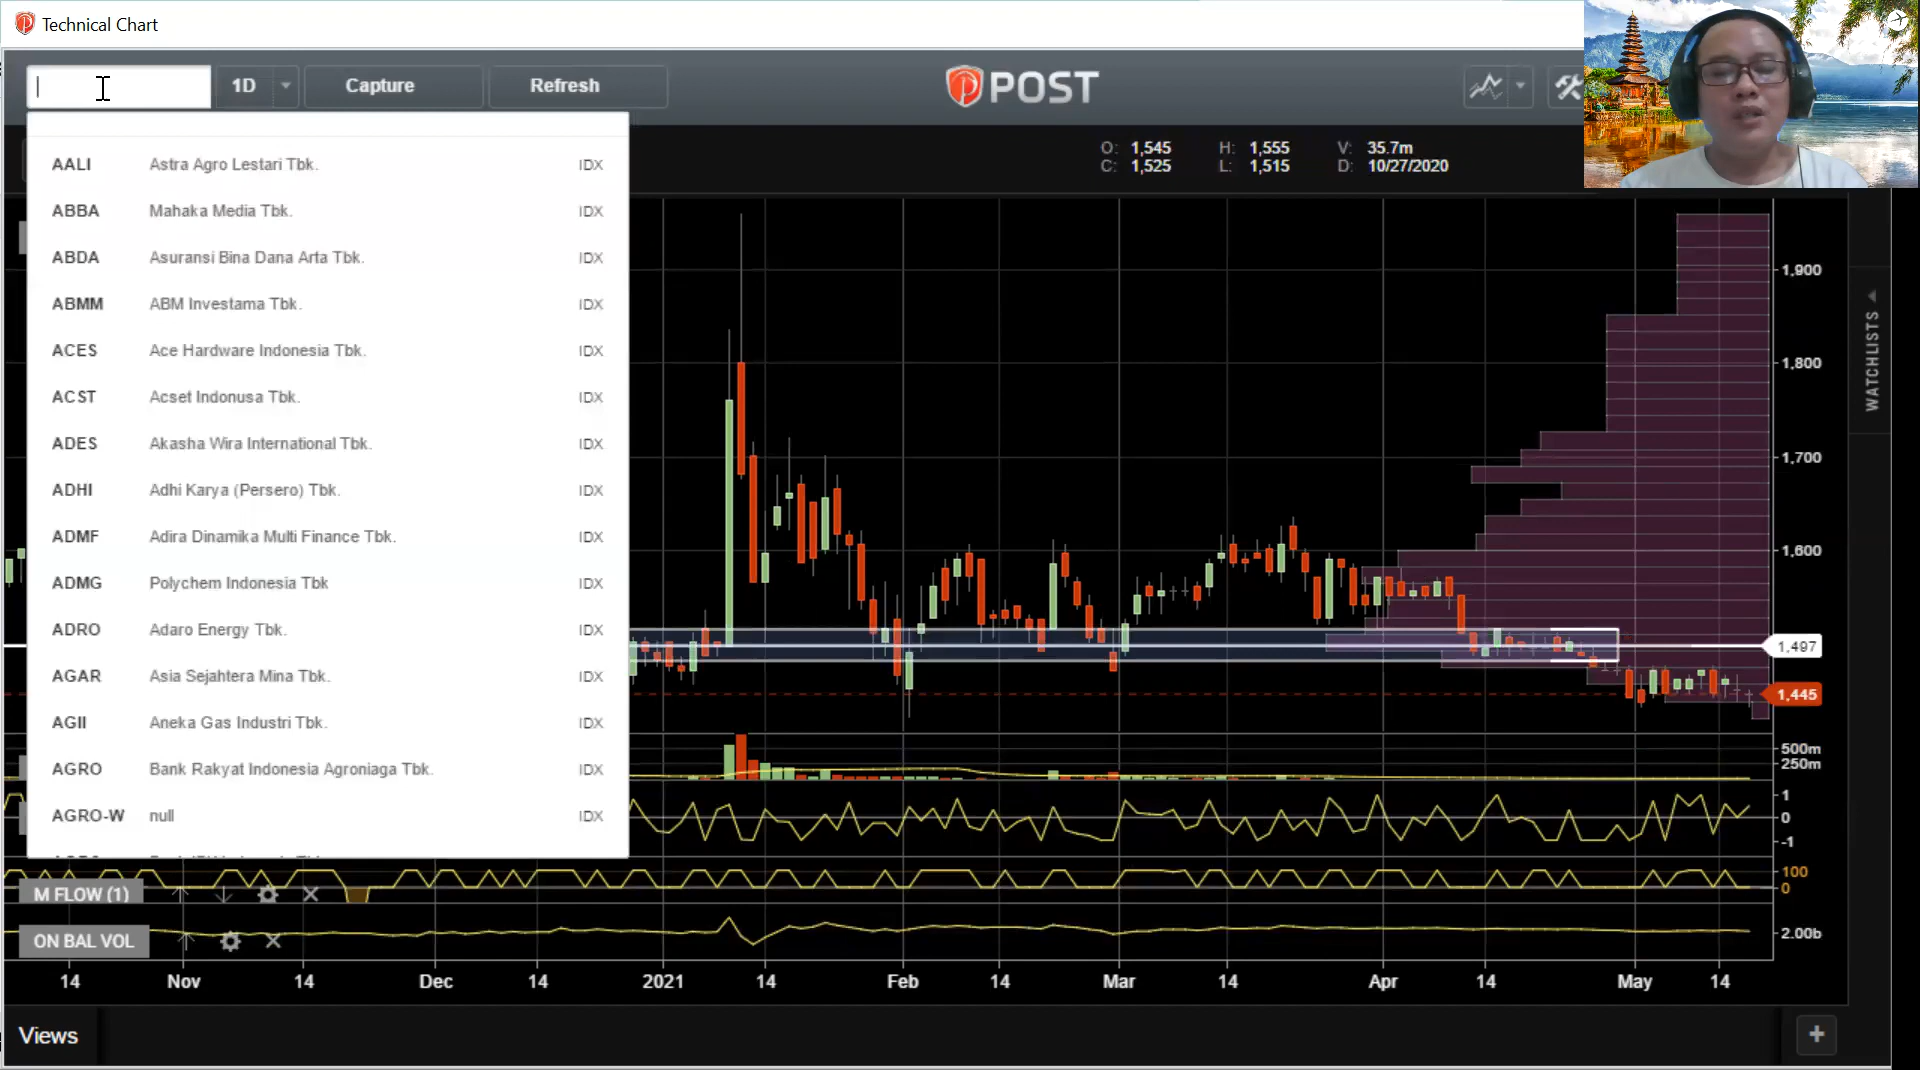 Technical Chart
1D
Capture
Refresh
POST
O: 1,545 H: 1,555 V: 35.7m
C: 1,525 L: 1,515 D: 10/27/2020
AALI Astra Agro Lestari Tbk. IDX
ABBA Mahaka Media Tbk. IDX
ABDA Asuransi Bina Dana Arta Tbk. IDX
ABMM ABM Investama Tbk. IDX
ACES Ace Hardware Indonesia Tbk. IDX
ACST Acset Indonusa Tbk. IDX
ADES Akasha Wira International Tbk. IDX
ADHI Adhi Karya (Persero) Tbk. IDX
ADMF Adira Dinamika Multi Finance Tbk. IDX
ADMG Polychem Indonesia Tbk IDX
ADRO Adaro Energy Tbk. IDX
AGAR Asia Sejahtera Mina Tbk. IDX
AGII Aneka Gas Industri Tbk. IDX
AGRO Bank Rakyat Indonesia Agroniaga Tbk. IDX
AGRO-W null IDX
1,900
1,800
1,700
1,600
1,497
1,445
500m
250m
1
0
-1
100
0
2.00b
WATCHLISTS
M FLOW (1)
ON BAL VOL
14 Nov 14 Dec 14 2021 14 Feb 14 Mar 14 Apr 14 May 14
Views
+